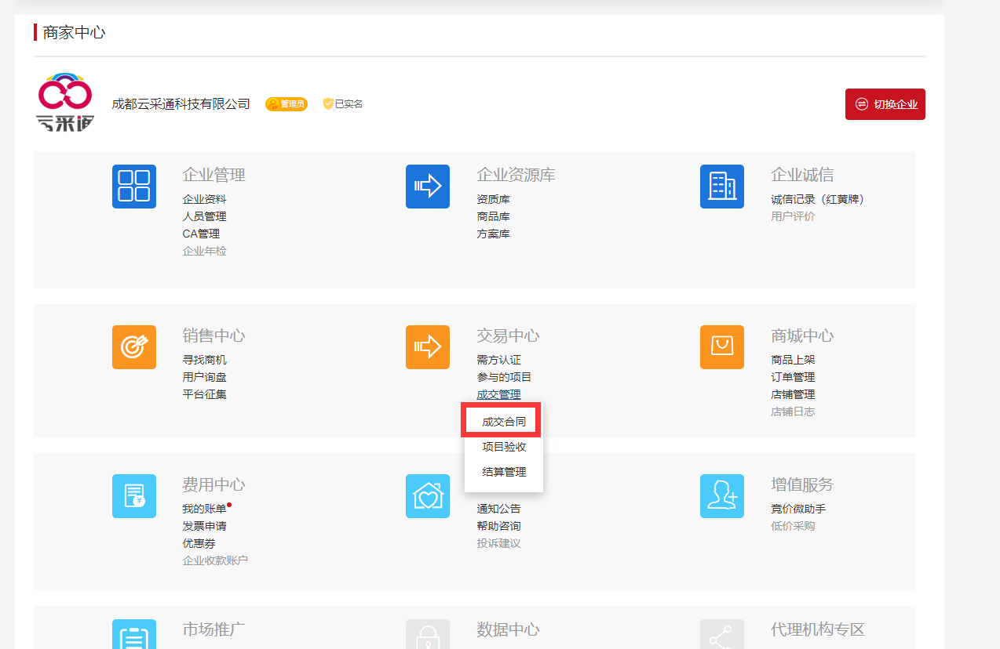 商家中心
云采通
成都云采通科技有限公司
管理员
已实名
切换企业
企业管理
企业资料
人员管理
CA管理
企业年检
企业资源库
资质库
商品库
方案库
企业诚信
诚信记录（红黄牌）
用户评价
销售中心
寻找商机
用户询盘
平台征集
交易中心
需方认证
参与的项目
成交管理
成交合同
项目验收
结算管理
商城中心
商品上架
订单管理
店铺管理
店铺日志
费用中心
我的账单
发票申请
优惠券
企业收款账户
¥
通知公告
帮助咨询
投诉建议
增值服务
竞价微助手
低价采购
市场推广
数据中心
代理机构专区